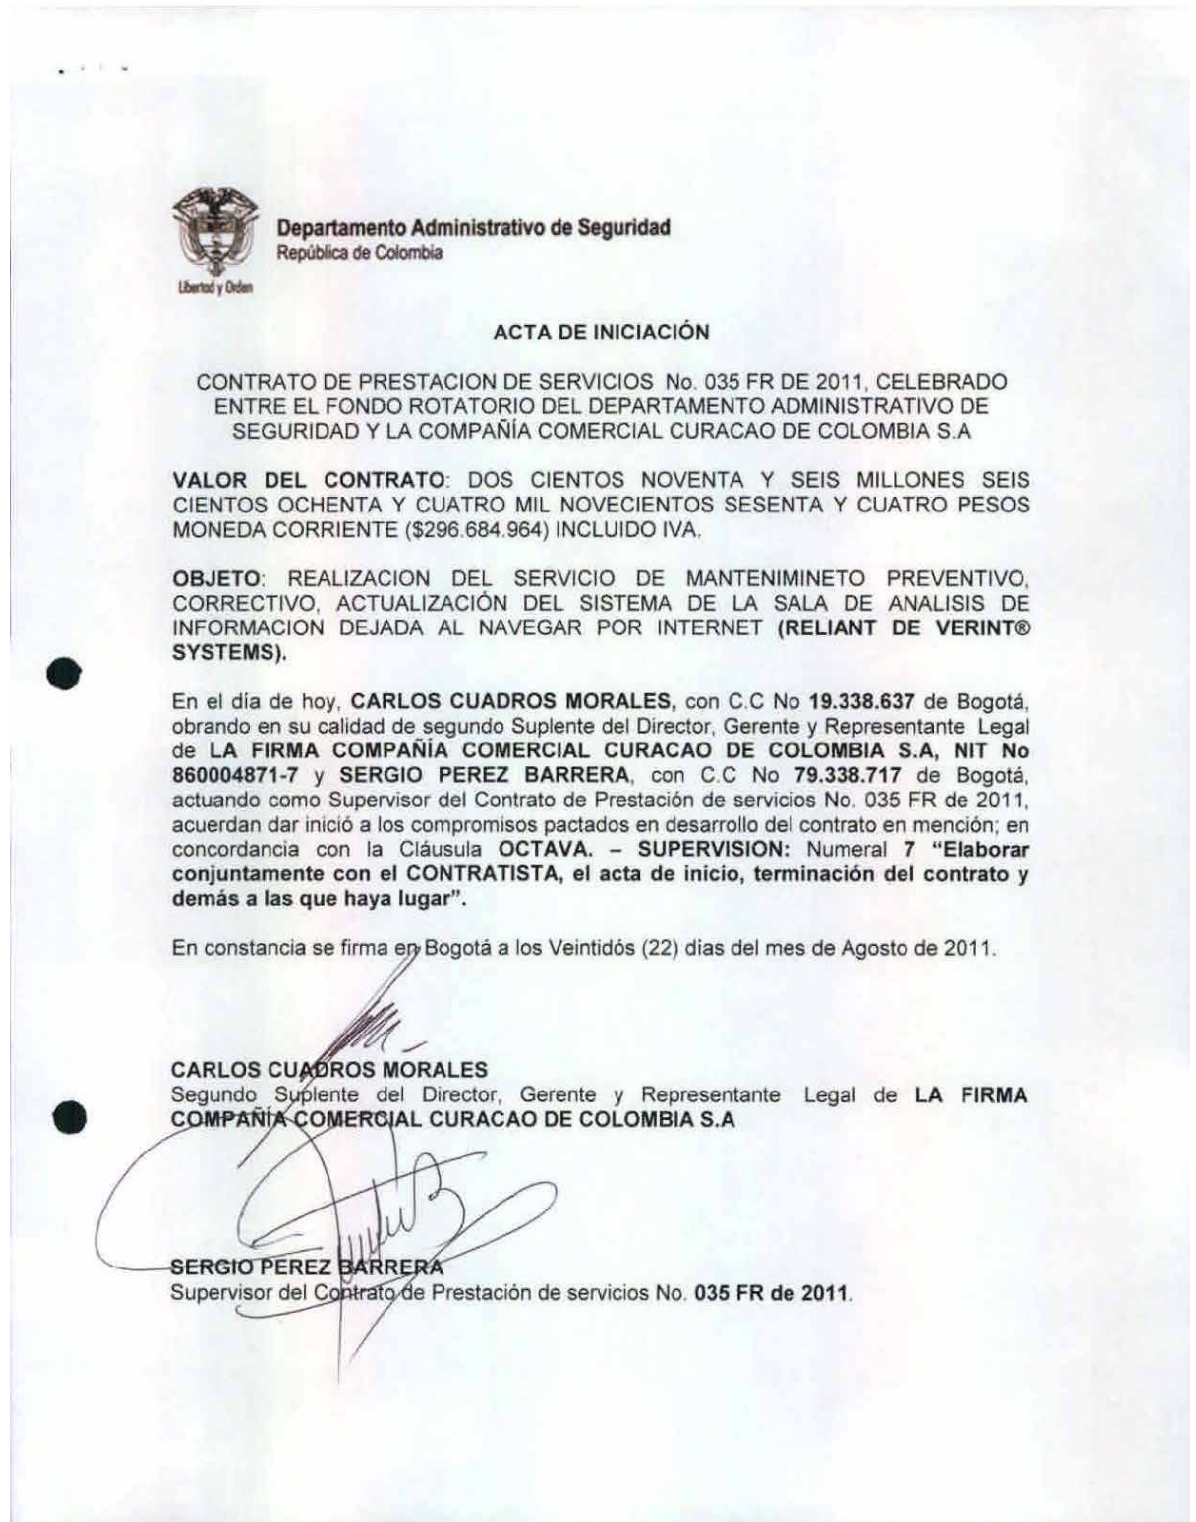 Departamento Administrativo de Seguridad
República de Colombia
Libertad y Orden
ACTA DE INICIACIÓN
CONTRATO DE PRESTACION DE SERVICIOS No. 035 FR DE 2011, CELEBRADO
ENTRE EL FONDO ROTATORIO DEL DEPARTAMENTO ADMINISTRATIVO DE
SEGURIDAD Y LA COMPAÑÍA COMERCIAL CURACAO DE COLOMBIA S.A
VALOR DEL CONTRATO: DOS CIENTOS NOVENTA Y SEIS MILLONES SEIS
CIENTOS OCHENTA Y CUATRO MIL NOVECIENTOS SESENTA Y CUATRO PESOS
MONEDA CORRIENTE ($296.684.964) INCLUIDO IVA.
OBJETO: REALIZACION DEL SERVICIO DE MANTENIMINETO PREVENTIVO,
CORRECTIVO, ACTUALIZACIÓN DEL SISTEMA DE LA SALA DE ANALISIS DE
INFORMACION DEJADA AL NAVEGAR POR INTERNET (RELIANT DE VERINT®
SYSTEMS).
En el día de hoy, CARLOS CUADROS MORALES, con C.C No 19.338.637 de Bogotá,
obrando en su calidad de segundo Suplente del Director, Gerente y Representante Legal
de LA FIRMA COMPAÑÍA COMERCIAL CURACAO DE COLOMBIA S.A, NIT No
860004871-7 y SERGIO PEREZ BARRERA, con C.C No 79.338.717 de Bogotá,
actuando como Supervisor del Contrato de Prestación de servicios No. 035 FR de 2011,
acuerdan dar inició a los compromisos pactados en desarrollo del contrato en mención; en
concordancia con la Cláusula OCTAVA. – SUPERVISION: Numeral 7 “Elaborar
conjuntamente con el CONTRATISTA, el acta de inicio, terminación del contrato y
demás a las que haya lugar”.
En constancia se firma en Bogotá a los Veintidós (22) días del mes de Agosto de 2011.
CARLOS CUADROS MORALES
Segundo Suplente del Director, Gerente y Representante Legal de LA FIRMA
COMPAÑÍA COMERCIAL CURACAO DE COLOMBIA S.A
SERGIO PEREZ BARRERA
Supervisor del Contrato de Prestación de servicios No. 035 FR de 2011.